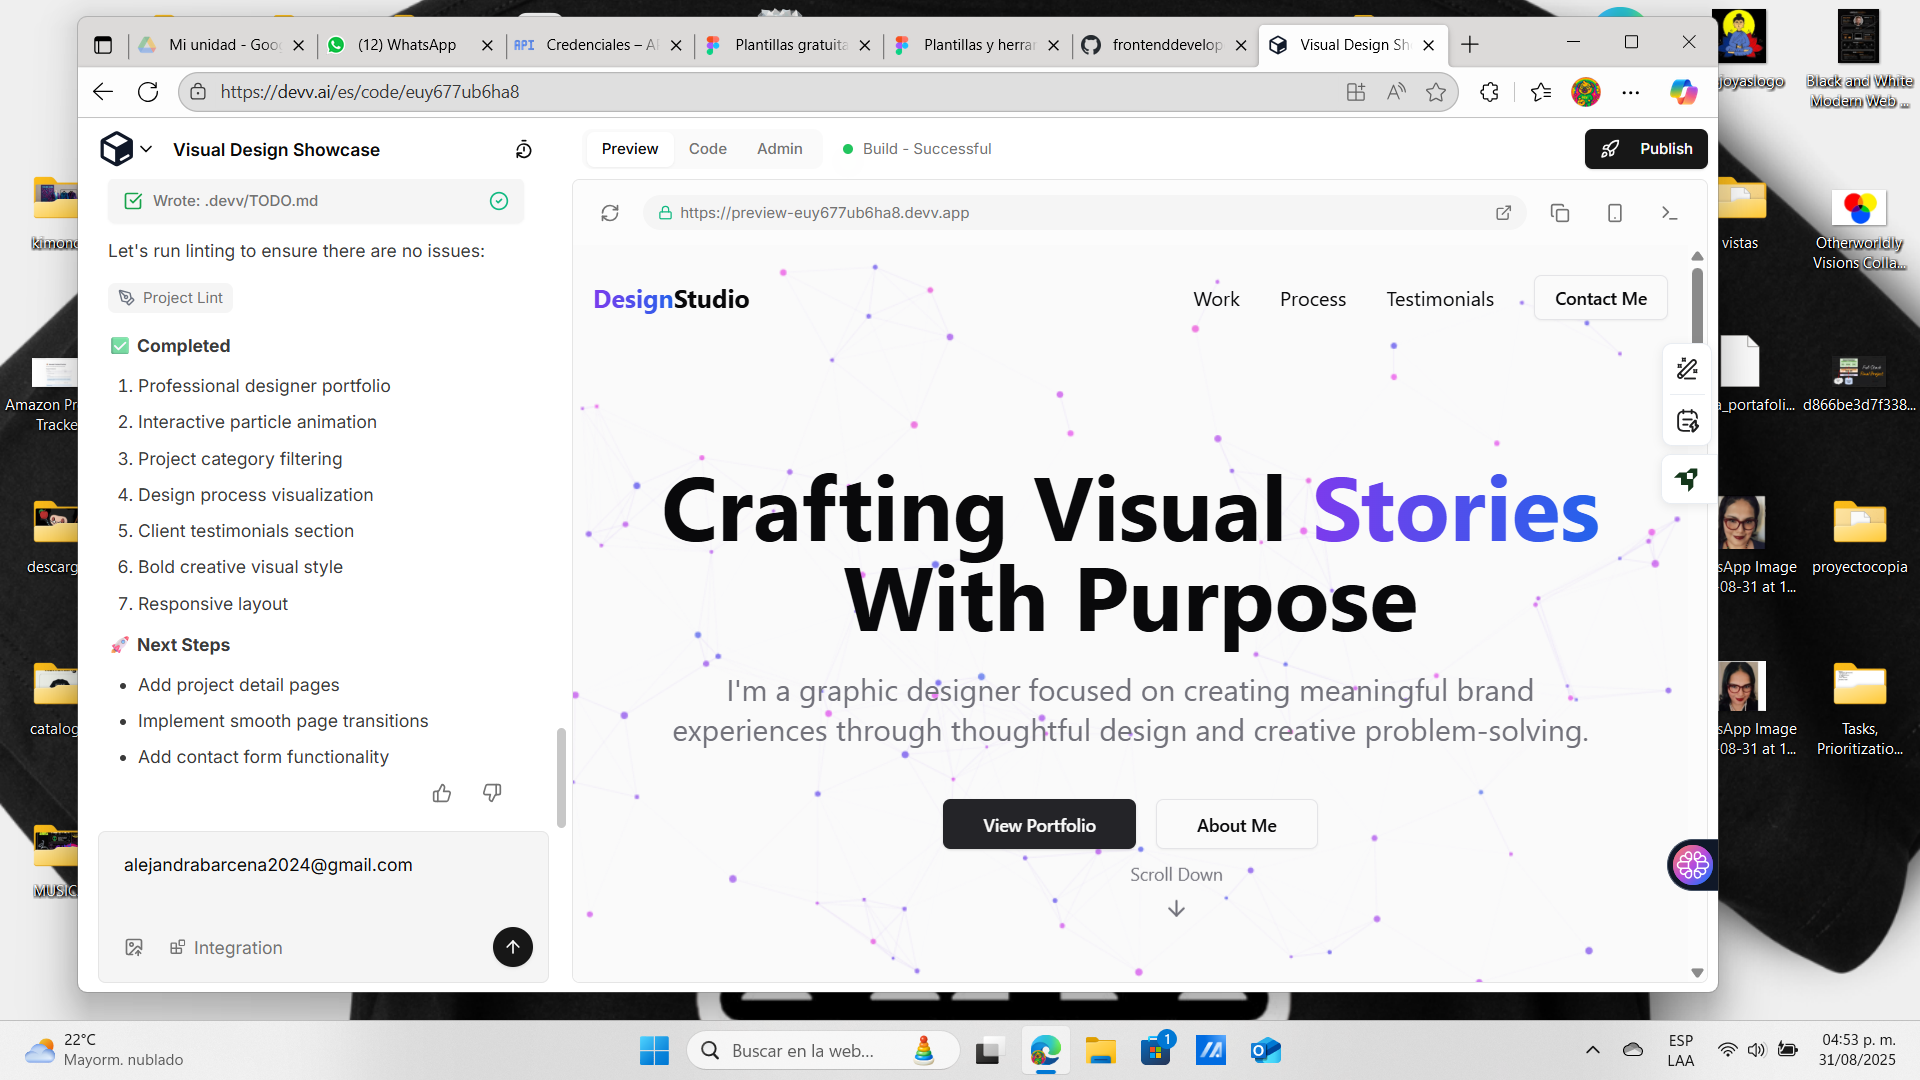 Mi unidad - Goo
(12) WhatsApp
API Credenciales – AI
Plantillas gratuita
Plantillas y herran
frontenddevelop
Visual Design Sh
https://devv.ai/es/code/euy677ub6ha8
Visual Design Showcase
Preview
Code
Admin
Build - Successful
Publish
Wrote: .devv/TODO.md
Let's run linting to ensure there are no issues:
Project Lint
Completed
1. Professional designer portfolio
2. Interactive particle animation
3. Project category filtering
4. Design process visualization
5. Client testimonials section
6. Bold creative visual style
7. Responsive layout
Next Steps
• Add project detail pages
• Implement smooth page transitions
• Add contact form functionality
alejandrabarcena2024@gmail.com
Integration
https://preview-euy677ub6ha8.devv.app
DesignStudio
Work
Process
Testimonials
Contact Me
Crafting Visual Stories
With Purpose
I'm a graphic designer focused on creating meaningful brand
experiences through thoughtful design and creative problem-solving.
View Portfolio
About Me
Scroll Down
kimono
Amazon Pr
Tracke
descarg
catalog
MUSIC
joyaslogo
Black and White
Modern Web ...
vistas
Otherworldly
Visions Colla...
a_portafoli...
d866be3d7f338...
sApp Image
-08-31 at 1...
proyectocopia
sApp Image
-08-31 at 1...
Tasks,
Prioritizatio...
22°C
Mayorm. nublado
Buscar en la web...
1
ESP
LAA
04:53 p. m.
31/08/2025